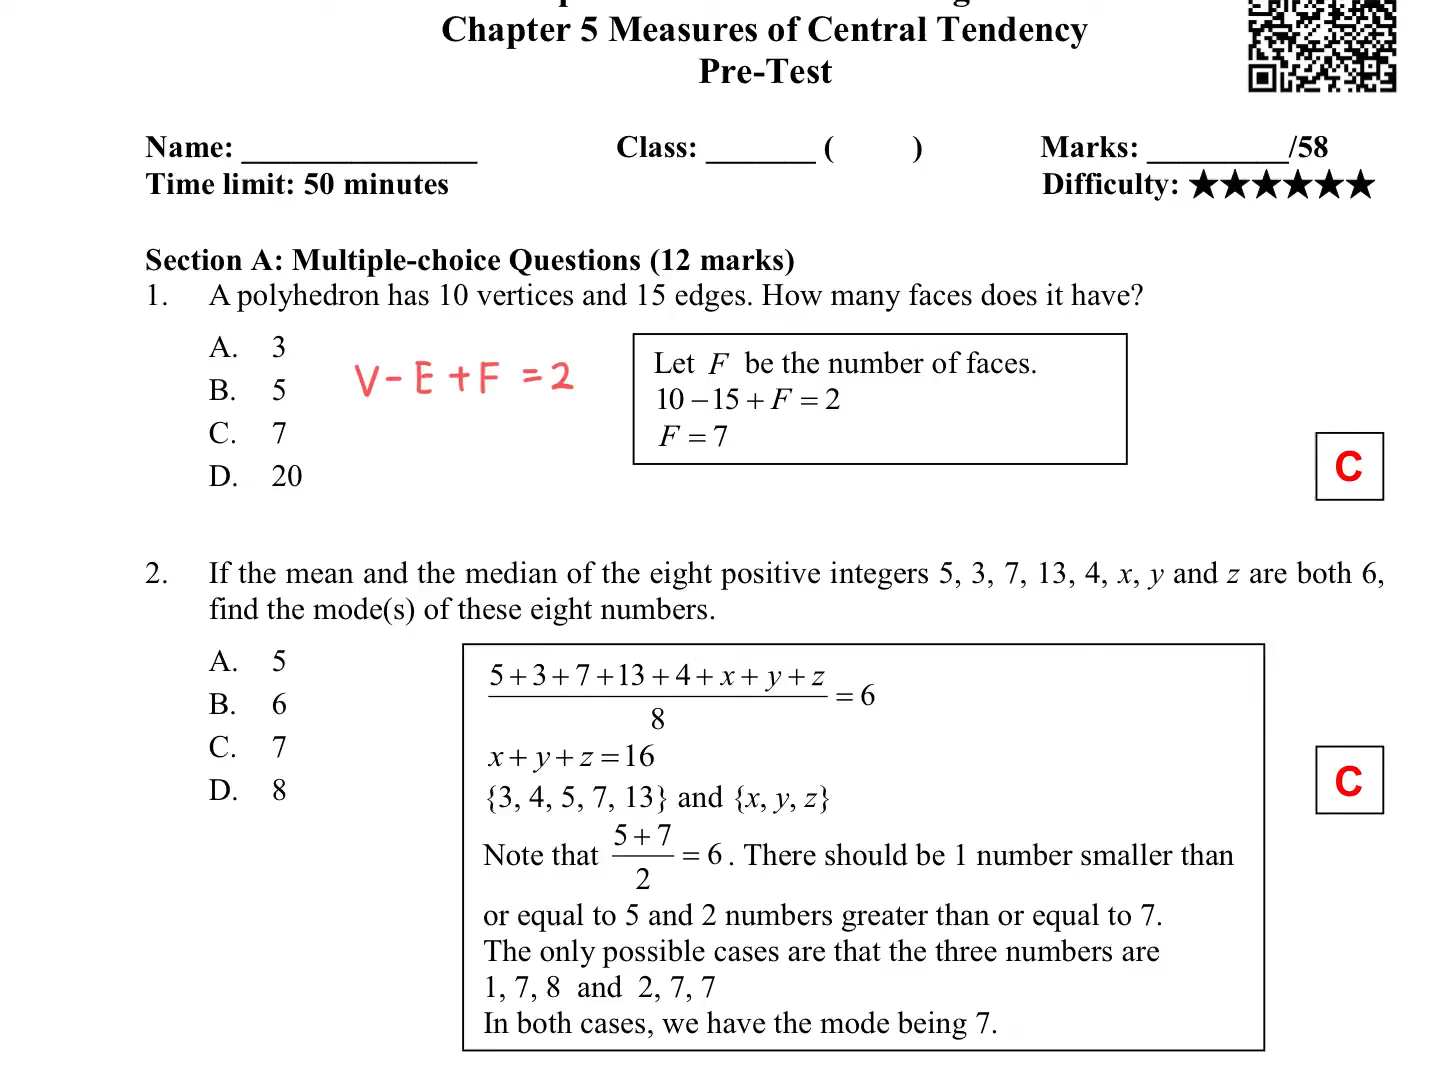 Chapter 5 Measures of Central Tendency
Pre-Test
Name: _______________ Class: _______ ( ) Marks: _________/58
Time limit: 50 minutes Difficulty: ★★★★★★
Section A: Multiple-choice Questions (12 marks)
1. A polyhedron has 10 vertices and 15 edges. How many faces does it have?
A. 3
B. 5
C. 7
D. 20
V - E + F = 2
Let F be the number of faces.
10 − 15 + F = 2
F = 7
C
2. If the mean and the median of the eight positive integers 5, 3, 7, 13, 4, x, y and z are both 6,
find the mode(s) of these eight numbers.
A. 5
B. 6
C. 7
D. 8
5 + 3 + 7 + 13 + 4 + x + y + z / 8 = 6
x + y + z = 16
{3, 4, 5, 7, 13} and {x, y, z}
Note that 5 + 7 / 2 = 6. There should be 1 number smaller than
or equal to 5 and 2 numbers greater than or equal to 7.
The only possible cases are that the three numbers are
1, 7, 8 and 2, 7, 7
In both cases, we have the mode being 7.
C